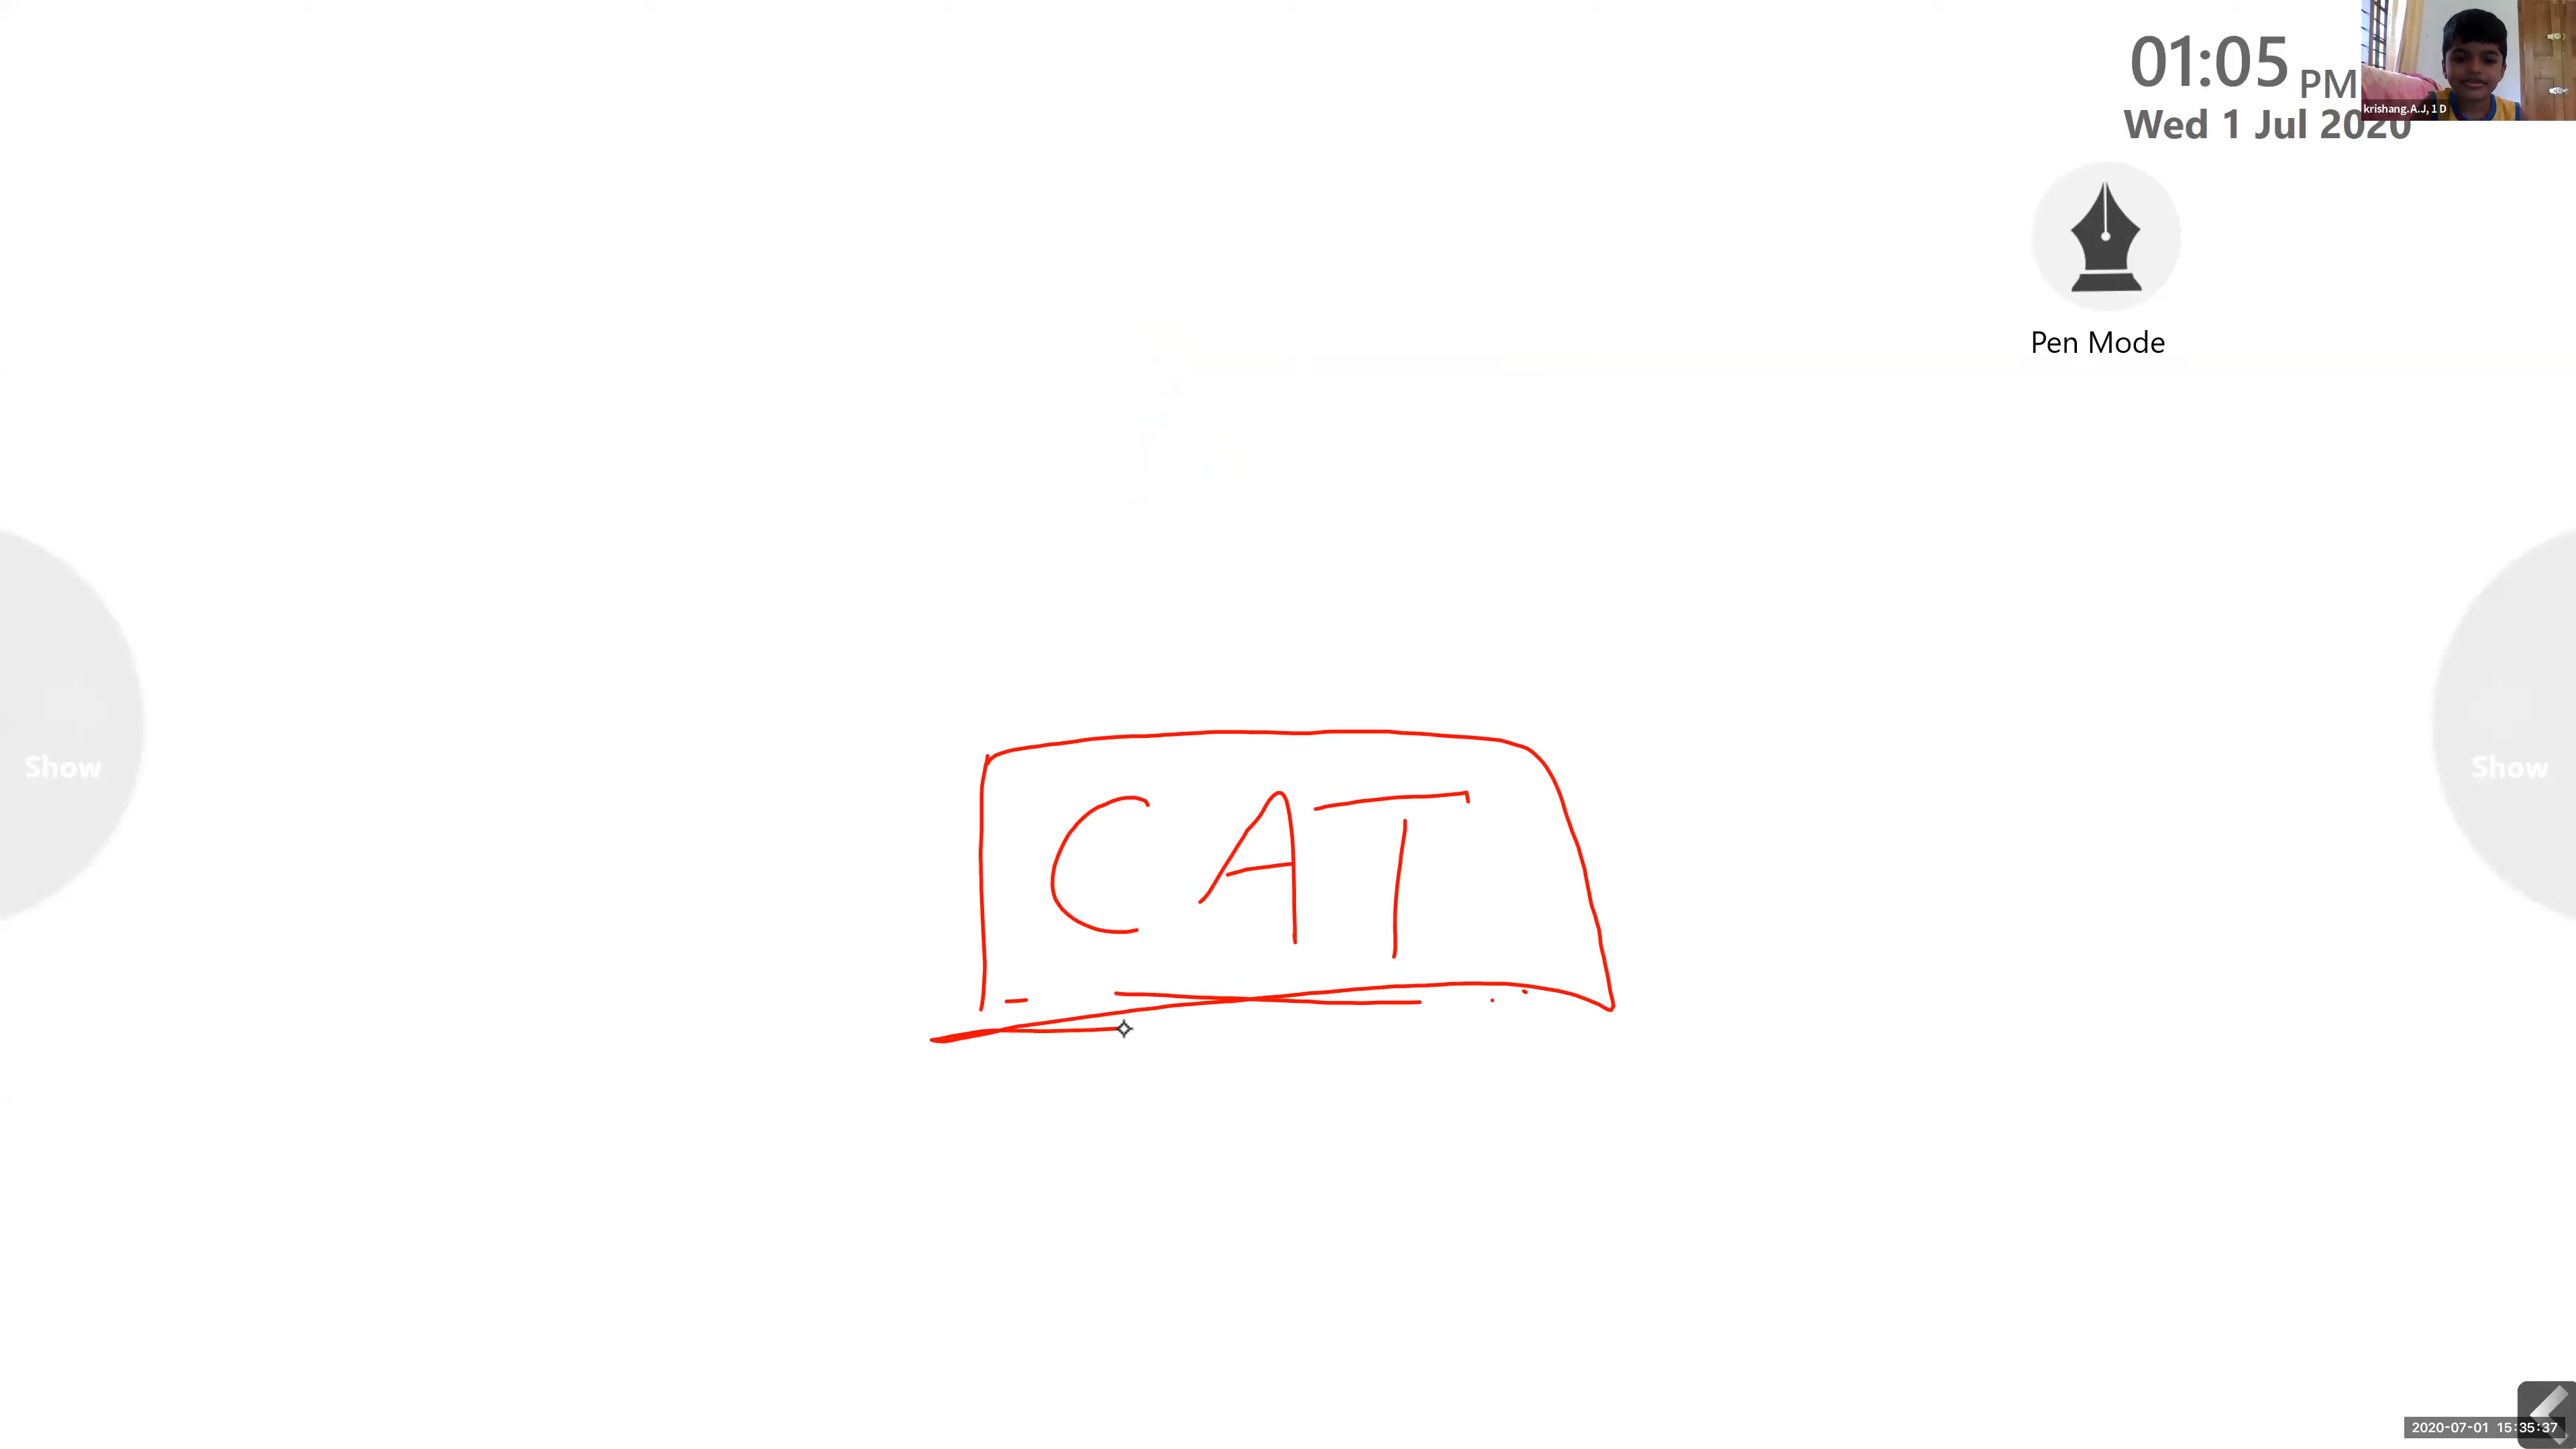 01:05 PM
krishang.A.J, 1 D
Wed 1 Jul 2020
Pen Mode
Show
Show
CAT
2020-07-01 15:35:37